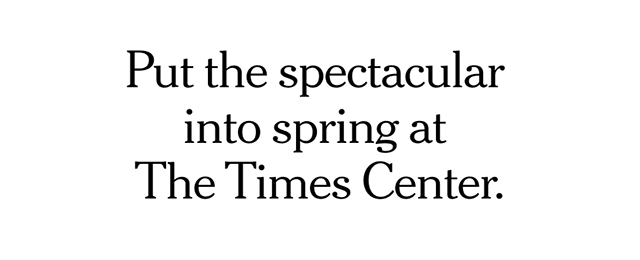 Put the spectacular
into spring at
The Times Center.